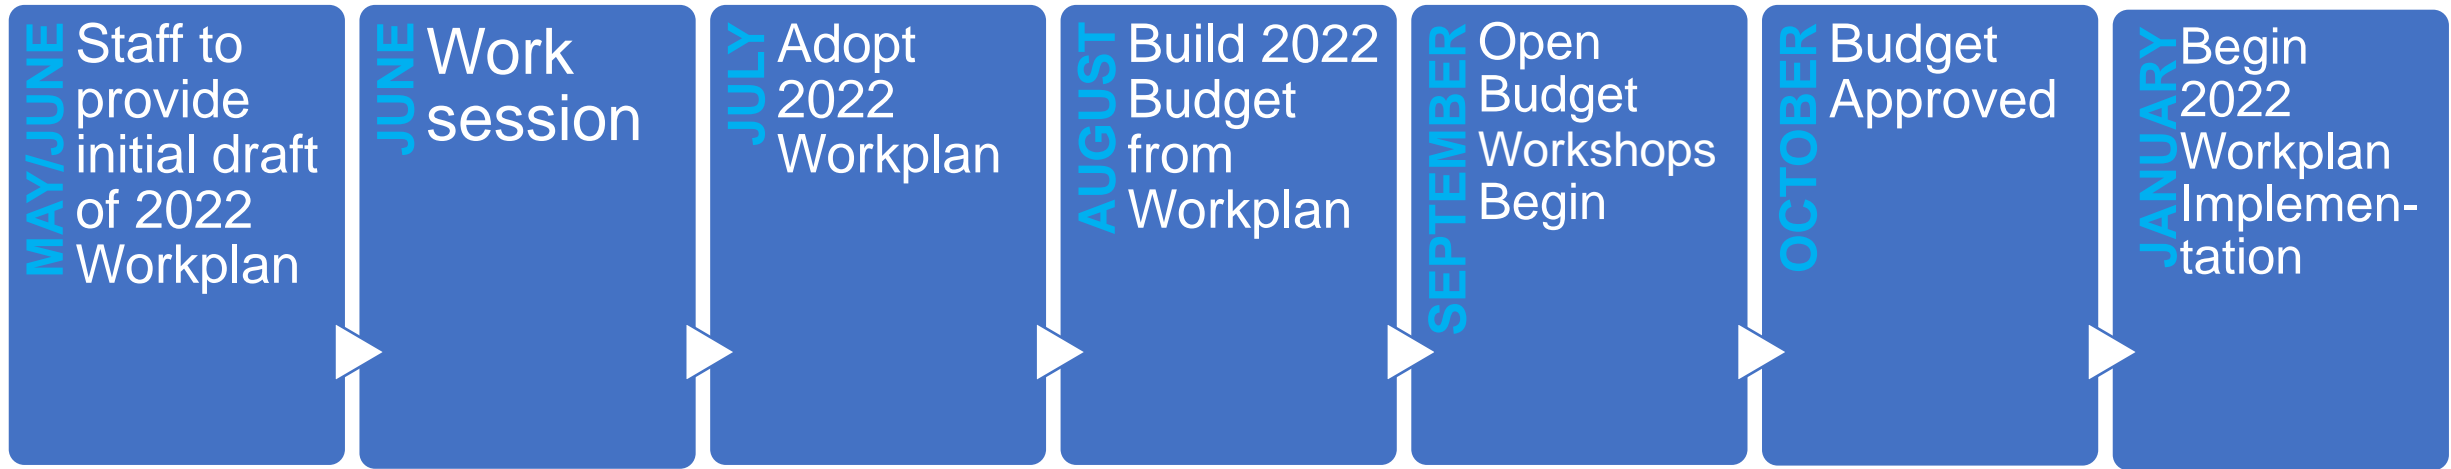 MAY/JUNE
Staff to
provide
initial draft
of 2022
Workplan
JUNE
Work
session
JULY
Adopt
2022
Workplan
AUGUST
Build 2022
Budget
from
Workplan
SEPTEMBER
Open
Budget
Workshops
Begin
OCTOBER
Budget
Approved
JANUARY
Begin
2022
Workplan
Implemen-
tation